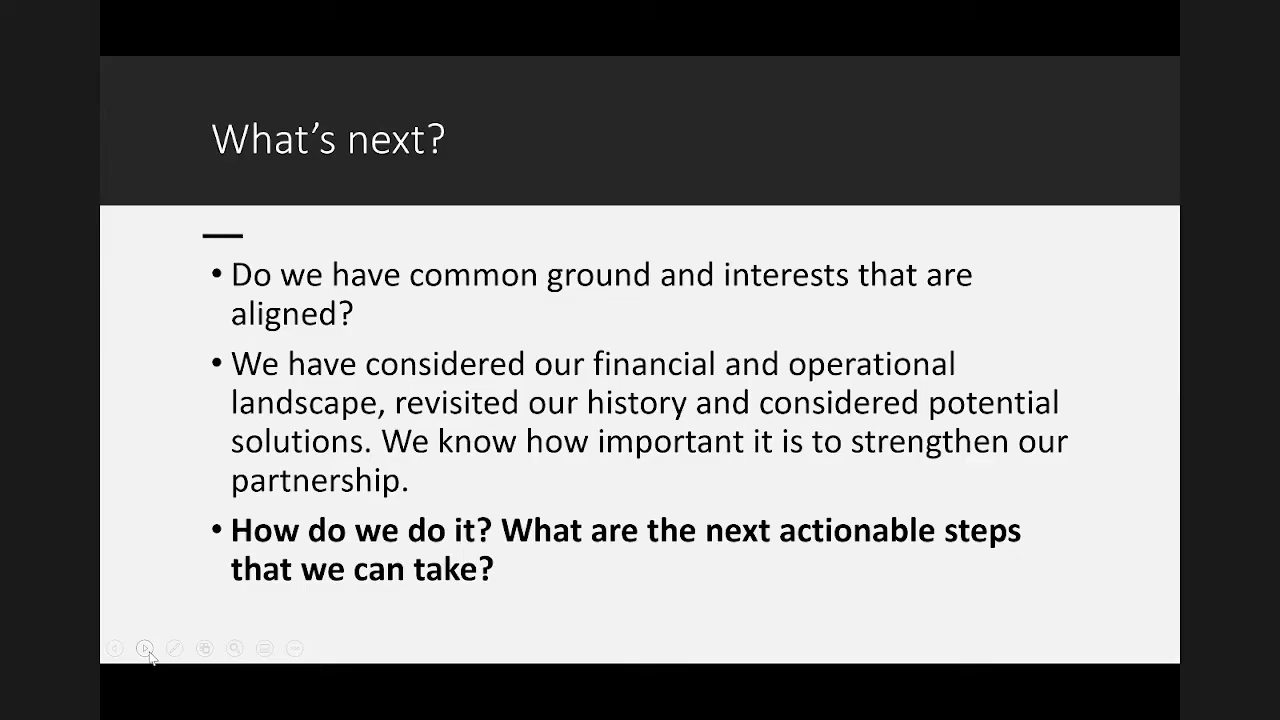 What's next?
• Do we have common ground and interests that are
aligned?
• We have considered our financial and operational
landscape, revisited our history and considered potential
solutions. We know how important it is to strengthen our
partnership.
• How do we do it? What are the next actionable steps
that we can take?